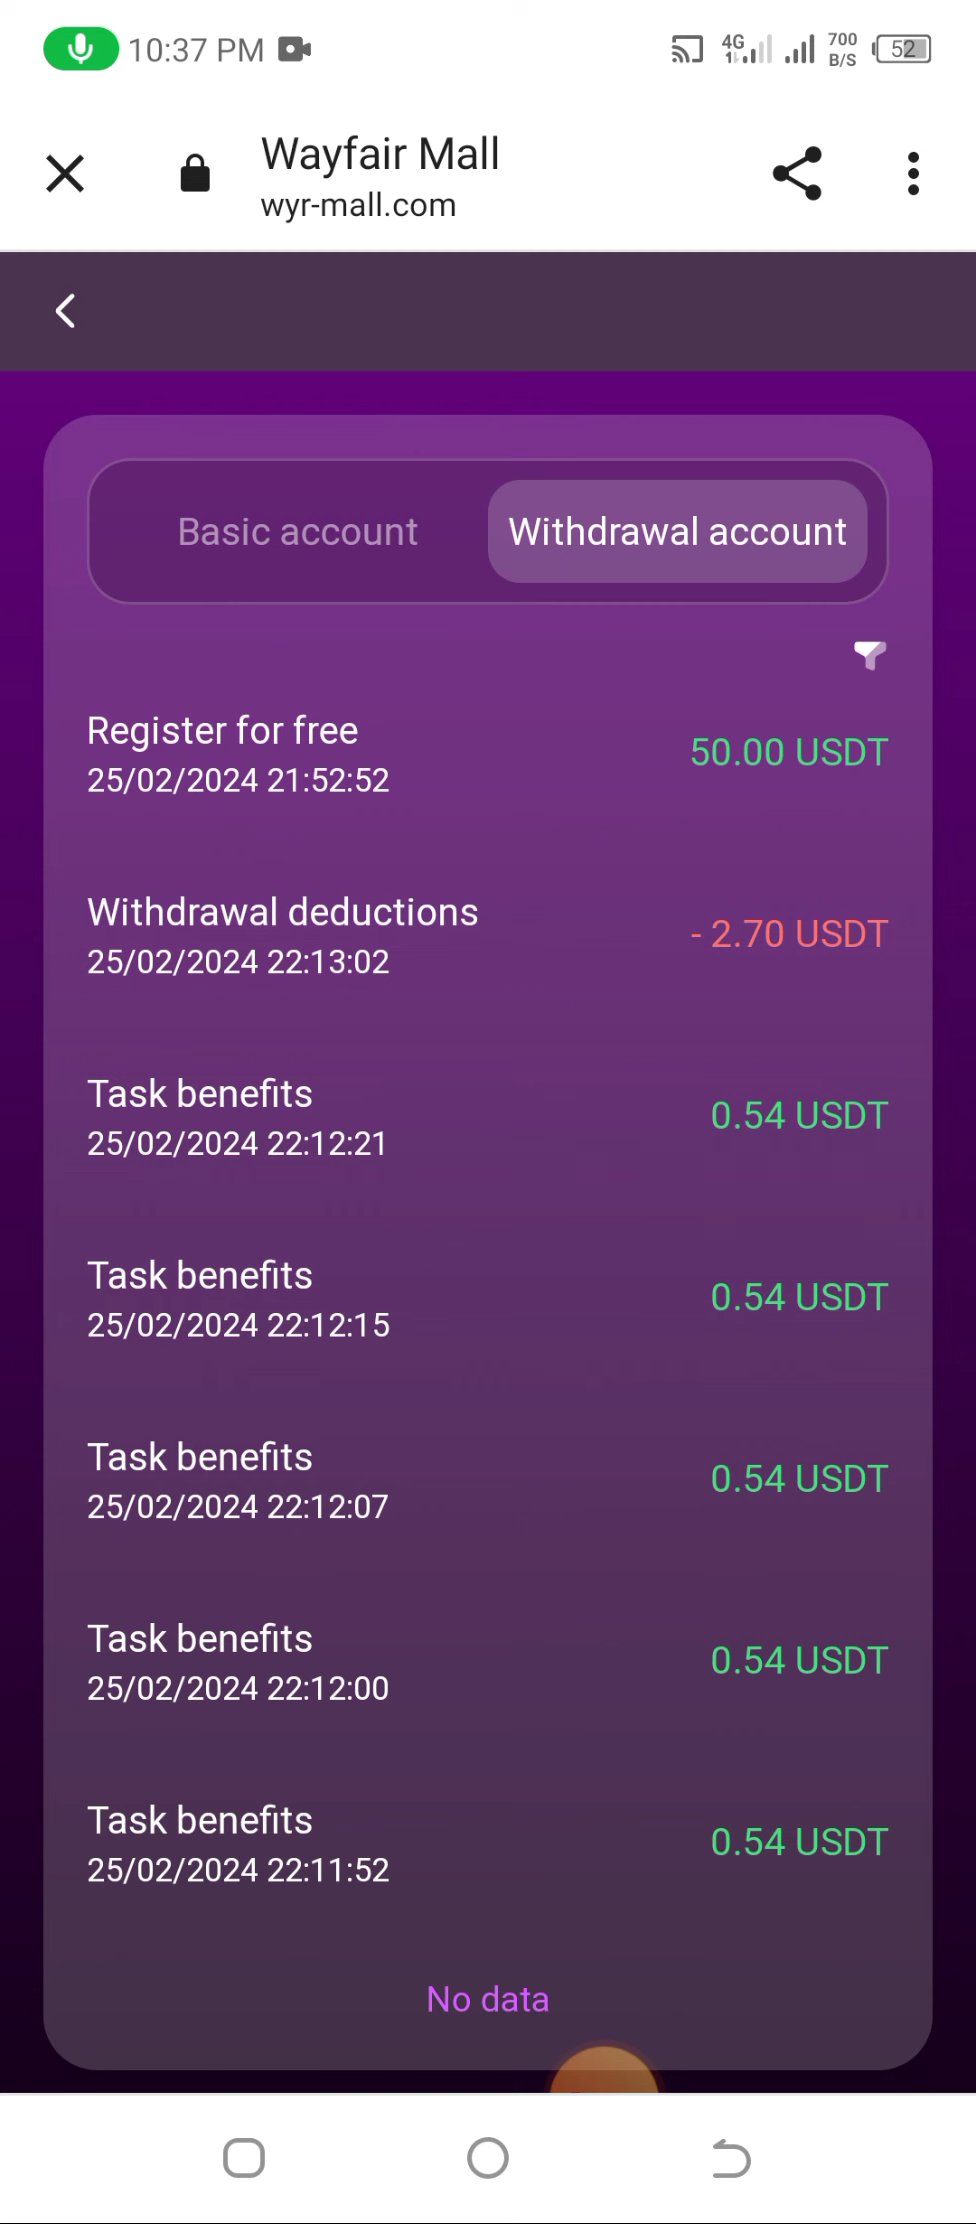 10:37 PM
4G
700
B/S
52
Wayfair Mall
wyr-mall.com
Basic account
Withdrawal account
Register for free
50.00 USDT
25/02/2024 21:52:52
Withdrawal deductions
- 2.70 USDT
25/02/2024 22:13:02
Task benefits
0.54 USDT
25/02/2024 22:12:21
Task benefits
0.54 USDT
25/02/2024 22:12:15
Task benefits
0.54 USDT
25/02/2024 22:12:07
Task benefits
0.54 USDT
25/02/2024 22:12:00
Task benefits
0.54 USDT
25/02/2024 22:11:52
No data